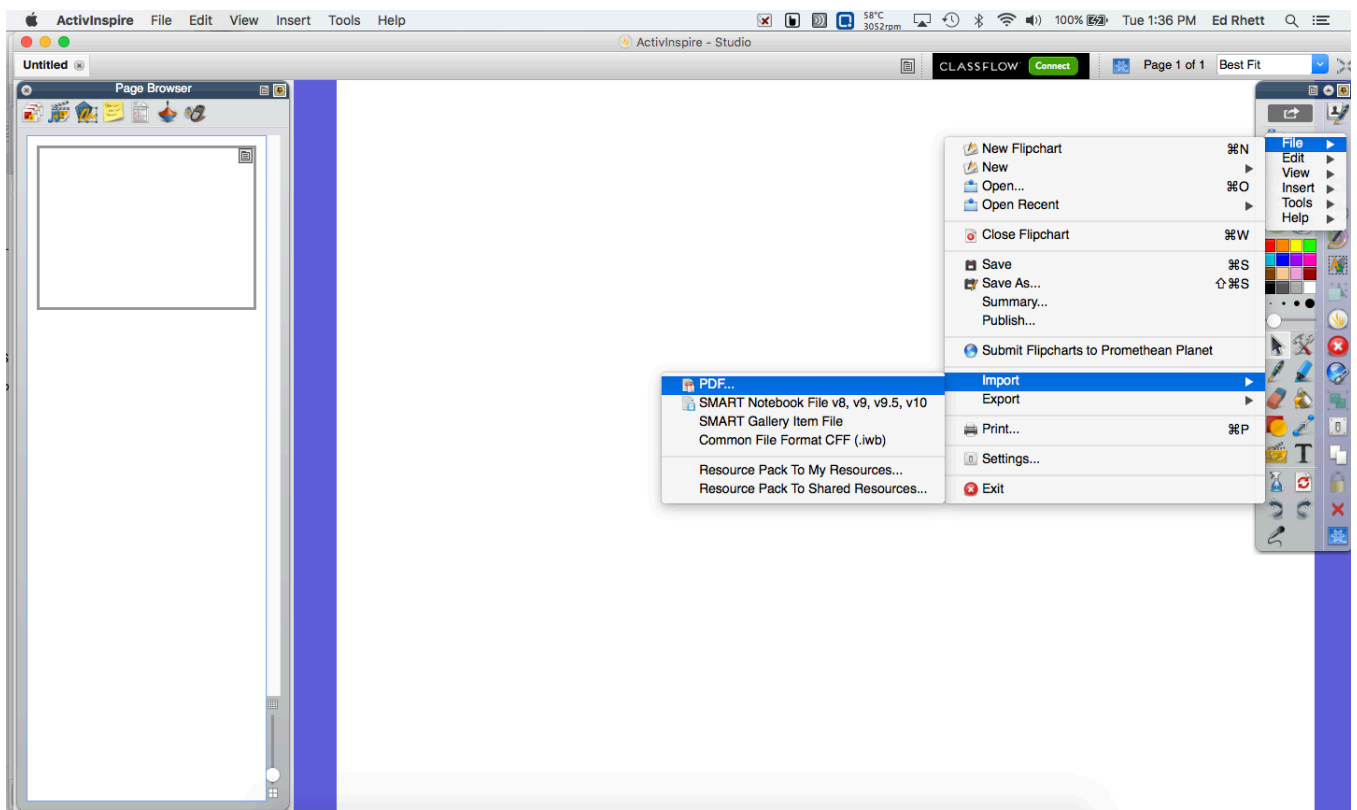 ActivInspire File Edit View Insert Tools Help 58°C 3052rpm 100% Tue 1:36 PM Ed Rhett
ActivInspire - Studio
Untitled CLASSFLOW Connect Page 1 of 1 Best Fit
Page Browser
New Flipchart ⌘N
New
Open... ⌘O
Open Recent
Close Flipchart ⌘W
Save ⌘S
Save As... ⇧⌘S
Summary...
Publish...
Submit Flipcharts to Promethean Planet
Import
Export
Print... ⌘P
Settings...
Exit
File
Edit
View
Insert
Tools
Help
PDF...
SMART Notebook File v8, v9, v9.5, v10
SMART Gallery Item File
Common File Format CFF (.iwb)
Resource Pack To My Resources...
Resource Pack To Shared Resources...